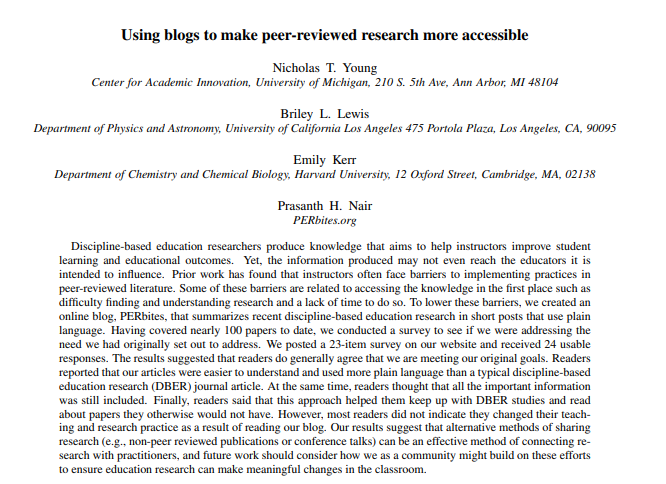 Using blogs to make peer-reviewed research more accessible
Nicholas T. Young
Center for Academic Innovation, University of Michigan, 210 S. 5th Ave, Ann Arbor, MI 48104
Briley L. Lewis
Department of Physics and Astronomy, University of California Los Angeles 475 Portola Plaza, Los Angeles, CA, 90095
Emily Kerr
Department of Chemistry and Chemical Biology, Harvard University, 12 Oxford Street, Cambridge, MA, 02138
Prasanth H. Nair
PERbites.org
Discipline-based education researchers produce knowledge that aims to help instructors improve student
learning and educational outcomes. Yet, the information produced may not even reach the educators it is
intended to influence. Prior work has found that instructors often face barriers to implementing practices in
peer-reviewed literature. Some of these barriers are related to accessing the knowledge in the first place such as
difficulty finding and understanding research and a lack of time to do so. To lower these barriers, we created an
online blog, PERbites, that summarizes recent discipline-based education research in short posts that use plain
language. Having covered nearly 100 papers to date, we conducted a survey to see if we were addressing the
need we had originally set out to address. We posted a 23-item survey on our website and received 24 usable
responses. The results suggested that readers do generally agree that we are meeting our original goals. Readers
reported that our articles were easier to understand and used more plain language than a typical discipline-based
education research (DBER) journal article. At the same time, readers thought that all the important information
was still included. Finally, readers said that this approach helped them keep up with DBER studies and read
about papers they otherwise would not have. However, most readers did not indicate they changed their teach-
ing and research practice as a result of reading our blog. Our results suggest that alternative methods of sharing
research (e.g., non-peer reviewed publications or conference talks) can be an effective method of connecting re-
search with practitioners, and future work should consider how we as a community might build on these efforts
to ensure education research can make meaningful changes in the classroom.